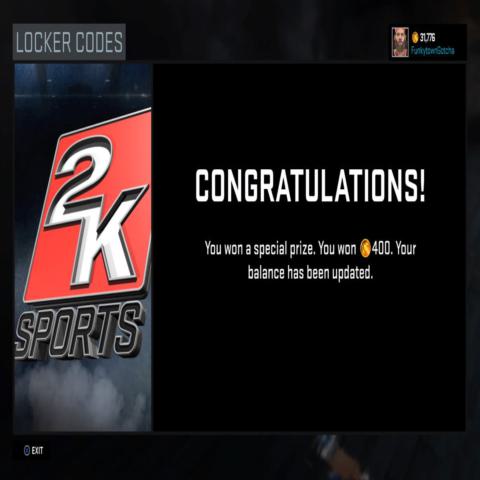 LOCKER CODES
31,776
FunkytownGotcha
2K
SPORTS
CONGRATULATIONS!
You won a special prize. You won 400. Your
balance has been updated.
EXIT